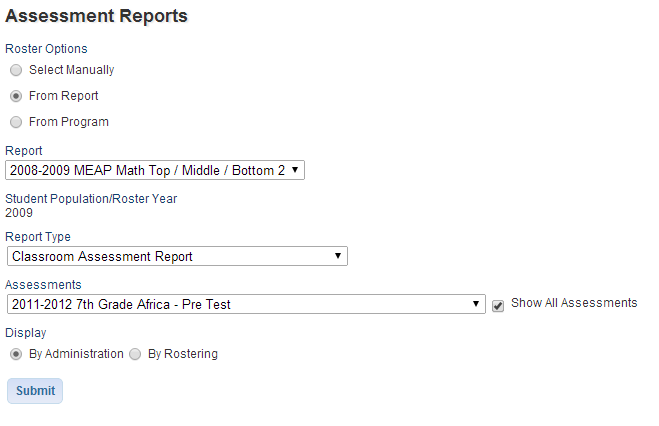 Assessment Reports
Roster Options
Select Manually
From Report
From Program
Report
2008-2009 MEAP Math Top / Middle / Bottom 2
Student Population/Roster Year
2009
Report Type
Classroom Assessment Report
Assessments
2011-2012 7th Grade Africa - Pre Test Show All Assessments
Display
By Administration By Rostering
Submit